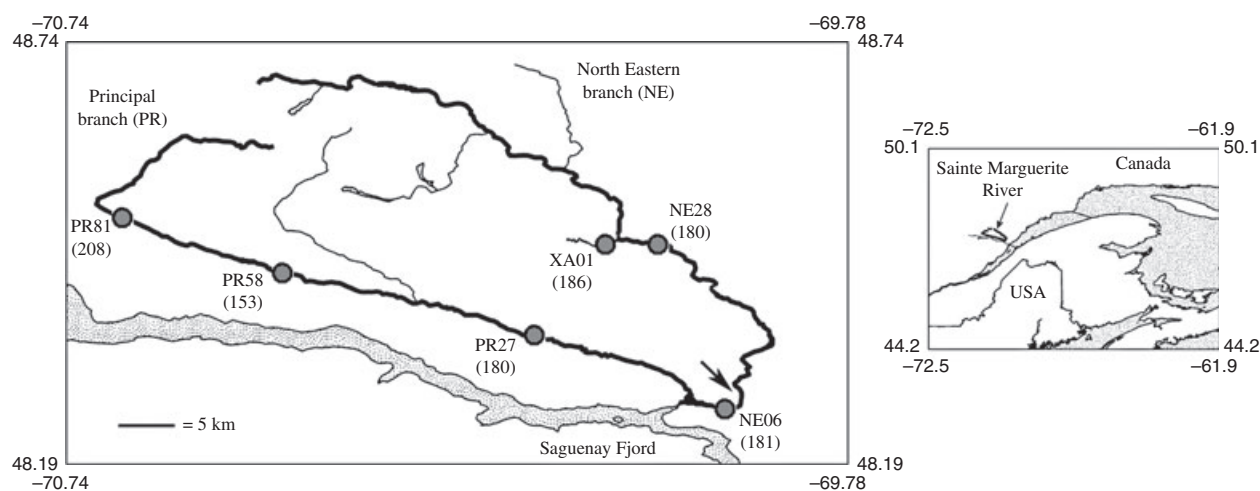 –70.74
–69.78
48.74
48.74
North Eastern
branch (NE)
Principal
branch (PR)
PR81
(208)
PR58
(153)
PR27
(180)
XA01
(186)
NE28
(180)
NE06
(181)
= 5 km
Saguenay Fjord
48.19
48.19
–70.74
–69.78
–72.5
–61.9
50.1
50.1
Sainte Marguerite
River
Canada
USA
44.2
44.2
–72.5
–61.9